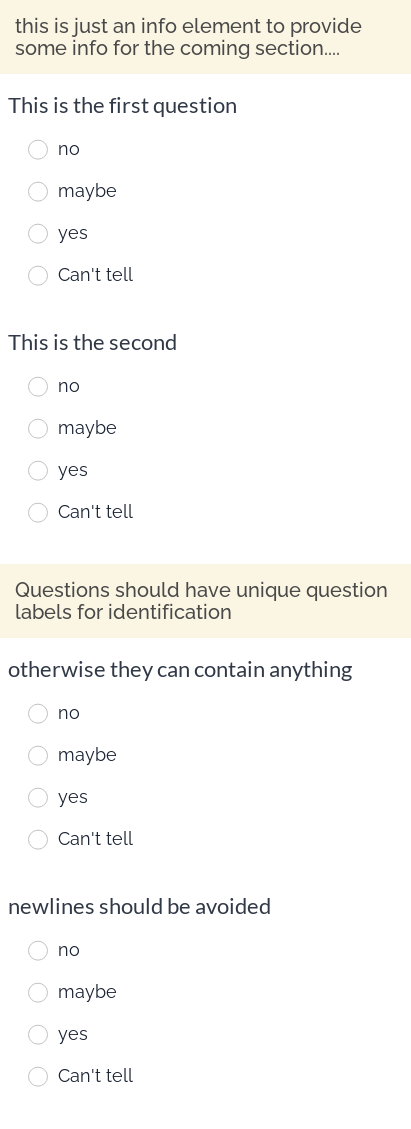 this is just an info element to provide
some info for the coming section....
This is the first question
no
maybe
yes
Can't tell
This is the second
no
maybe
yes
Can't tell
Questions should have unique question
labels for identification
otherwise they can contain anything
no
maybe
yes
Can't tell
newlines should be avoided
no
maybe
yes
Can't tell